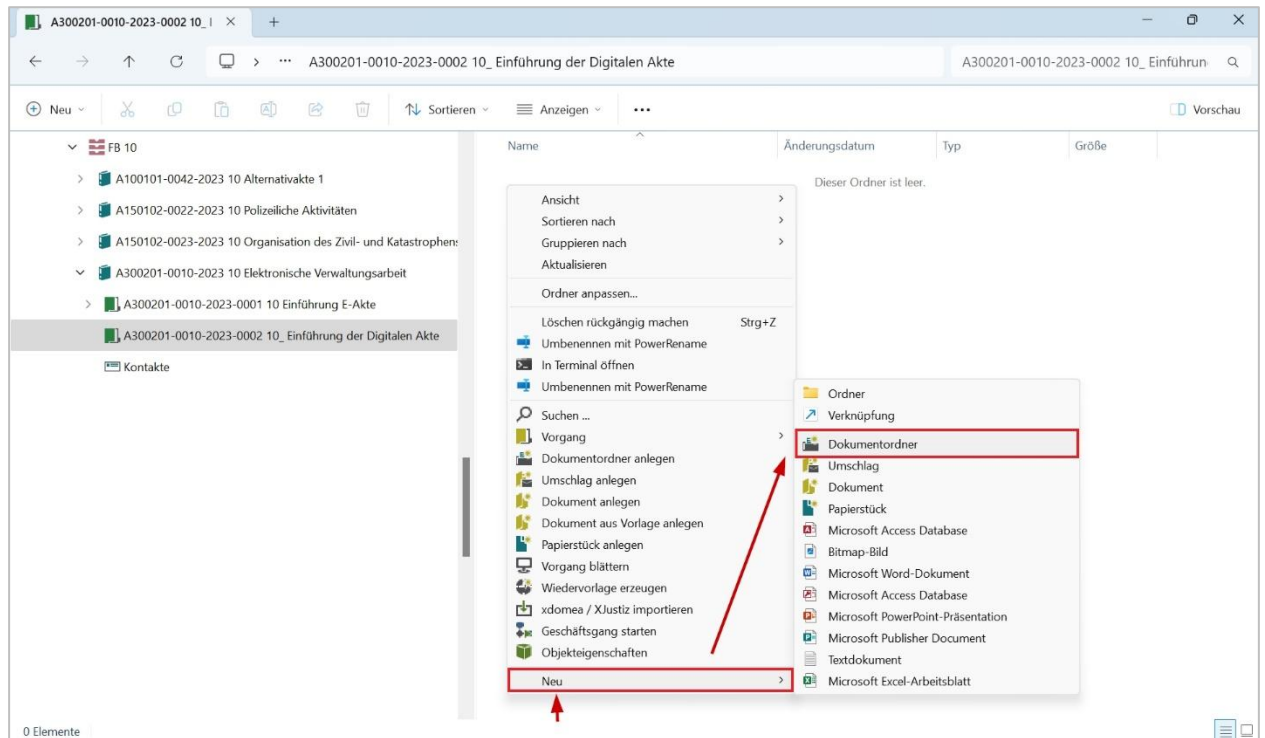 A300201-0010-2023-0002 10_
A300201-0010-2023-0002 10_ Einführung der Digitalen Akte
A300201-0010-2023-0002 10_ Einführun
Neu
Sortieren
Anzeigen
Vorschau
FB 10
A100101-0042-2023 10 Alternativakte 1
A150102-0022-2023 10 Polizeiliche Aktivitäten
A150102-0023-2023 10 Organisation des Zivil- und Katastrophens
A300201-0010-2023 10 Elektronische Verwaltungsarbeit
A300201-0010-2023-0001 10 Einführung E-Akte
A300201-0010-2023-0002 10_ Einführung der Digitalen Akte
Kontakte
Name Änderungsdatum Typ Größe
Dieser Ordner ist leer.
Ansicht
Sortieren nach
Gruppieren nach
Aktualisieren
Ordner anpassen...
Löschen rückgängig machen Strg+Z
Umbenennen mit PowerRename
In Terminal öffnen
Umbenennen mit PowerRename
Suchen ...
Vorgang
Dokumentordner anlegen
Umschlag anlegen
Dokument anlegen
Dokument aus Vorlage anlegen
Papierstück anlegen
Vorgang blättern
Wiedervorlage erzeugen
xdomea / XJustiz importieren
Geschäftsgang starten
Objekteigenschaften
Neu
Ordner
Verknüpfung
Dokumentordner
Umschlag
Dokument
Papierstück
Microsoft Access Database
Bitmap-Bild
Microsoft Word-Dokument
Microsoft Access Database
Microsoft PowerPoint-Präsentation
Microsoft Publisher Document
Textdokument
Microsoft Excel-Arbeitsblatt
0 Elemente